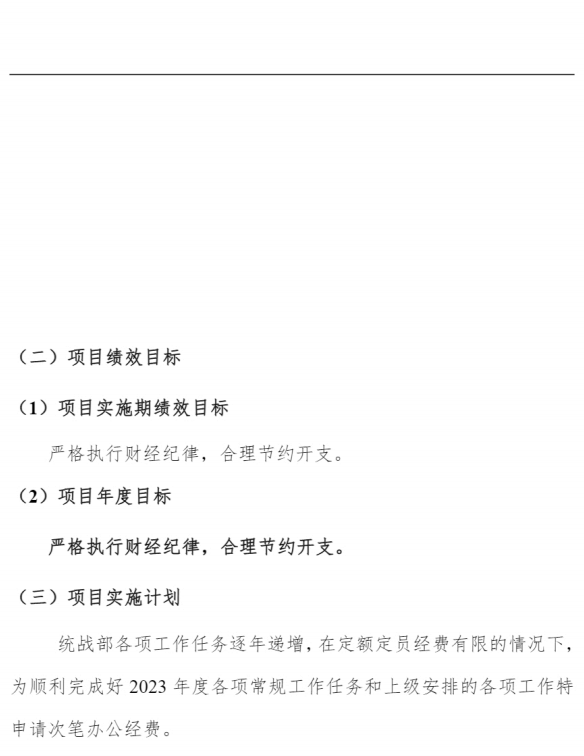 （二）项目绩效目标
（1）项目实施期绩效目标
严格执行财经纪律，合理节约开支。
（2）项目年度目标
严格执行财经纪律，合理节约开支。
（三）项目实施计划
统战部各项工作任务逐年递增，在定额定员经费有限的情况下，
为顺利完成好 2023 年度各项常规工作任务和上级安排的各项工作特
申请次笔办公经费。